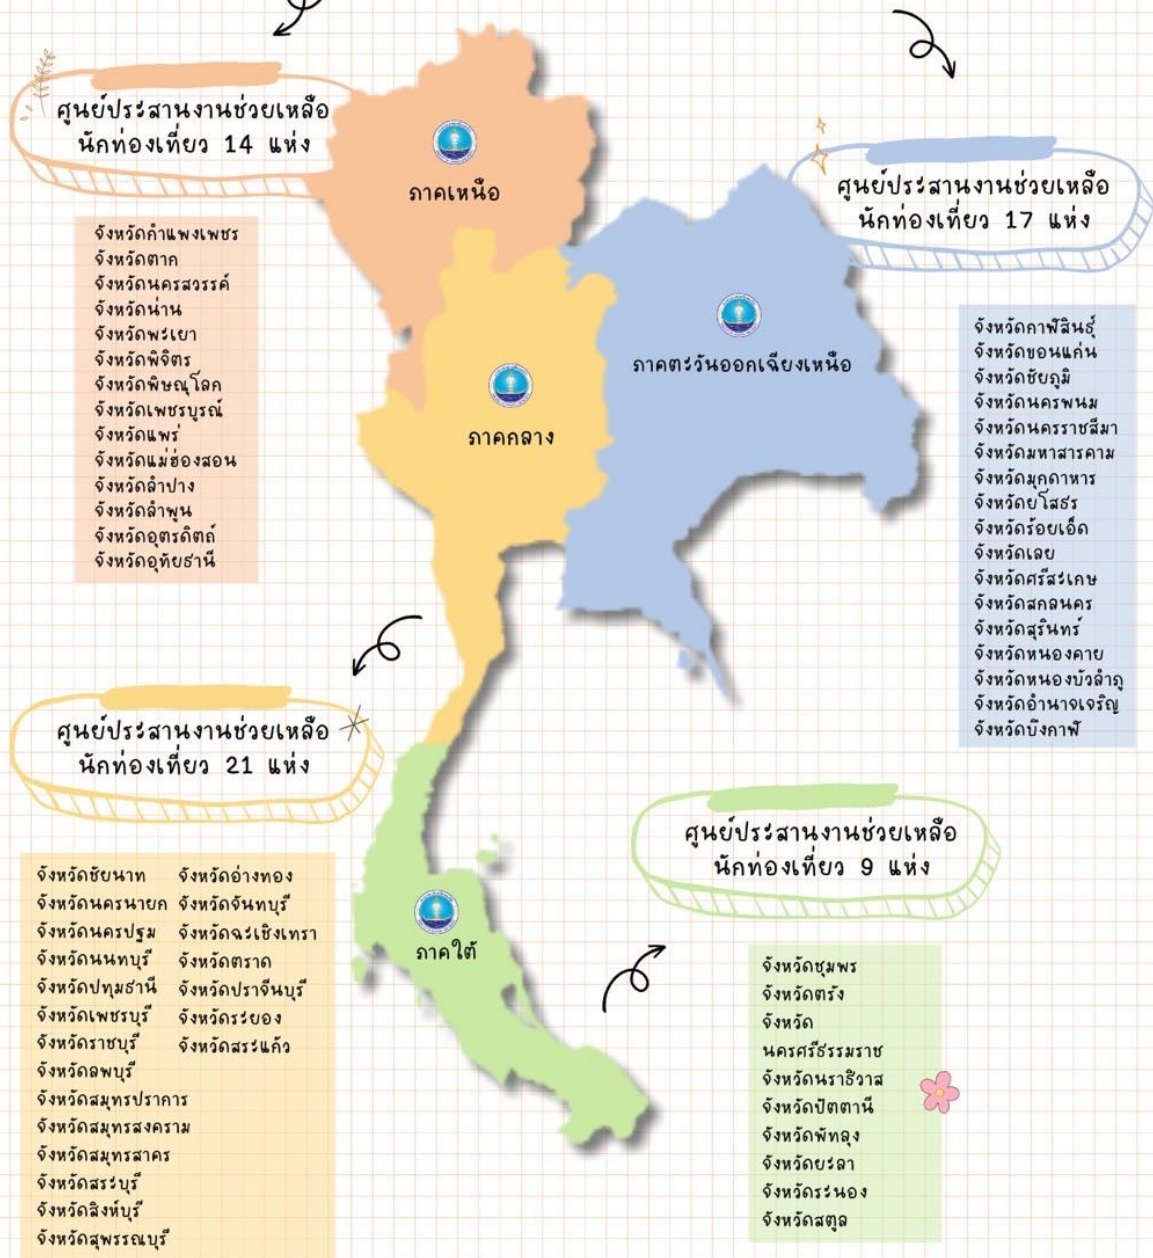 ศูนย์ประสานงานช่วยเหลือ
นักท่องเที่ยว 14 แห่ง
ภาคเหนือ
จังหวัดกำแพงเพชร
จังหวัดตาก
จังหวัดนครสวรรค์
จังหวัดน่าน
จังหวัดพะเยา
จังหวัดพิจิตร
จังหวัดพิษณุโลก
จังหวัดเพชรบูรณ์
จังหวัดแพร่
จังหวัดแม่ฮ่องสอน
จังหวัดลำปาง
จังหวัดลำพูน
จังหวัดอุตรดิตถ์
จังหวัดอุทัยธานี
ศูนย์ประสานงานช่วยเหลือ
นักท่องเที่ยว 17 แห่ง
ภาคตะวันออกเฉียงเหนือ
จังหวัดกาฬสินธุ์
จังหวัดขอนแก่น
จังหวัดชัยภูมิ
จังหวัดนครพนม
จังหวัดนครราชสีมา
จังหวัดมหาสารคาม
จังหวัดมุกดาหาร
จังหวัดยโสธร
จังหวัดร้อยเอ็ด
จังหวัดเลย
จังหวัดศรีสะเกษ
จังหวัดสกลนคร
จังหวัดสุรินทร์
จังหวัดหนองคาย
จังหวัดหนองบัวลำภู
จังหวัดอำนาจเจริญ
จังหวัดบึงกาฬ
ภาคกลาง
ศูนย์ประสานงานช่วยเหลือ
นักท่องเที่ยว 21 แห่ง
จังหวัดชัยนาท
จังหวัดนครนายก
จังหวัดนครปฐม
จังหวัดนนทบุรี
จังหวัดปทุมธานี
จังหวัดเพชรบุรี
จังหวัดราชบุรี
จังหวัดลพบุรี
จังหวัดสมุทรปราการ
จังหวัดสมุทรสงคราม
จังหวัดสมุทรสาคร
จังหวัดสระบุรี
จังหวัดสิงห์บุรี
จังหวัดสุพรรณบุรี
จังหวัดอ่างทอง
จังหวัดจันทบุรี
จังหวัดฉะเชิงเทรา
จังหวัดตราด
จังหวัดปราจีนบุรี
จังหวัดระยอง
จังหวัดสระแก้ว
ภาคใต้
ศูนย์ประสานงานช่วยเหลือ
นักท่องเที่ยว 9 แห่ง
จังหวัดชุมพร
จังหวัดตรัง
จังหวัด
นครศรีธรรมราช
จังหวัดนราธิวาส
จังหวัดปัตตานี
จังหวัดพัทลุง
จังหวัดยะลา
จังหวัดระนอง
จังหวัดสตูล